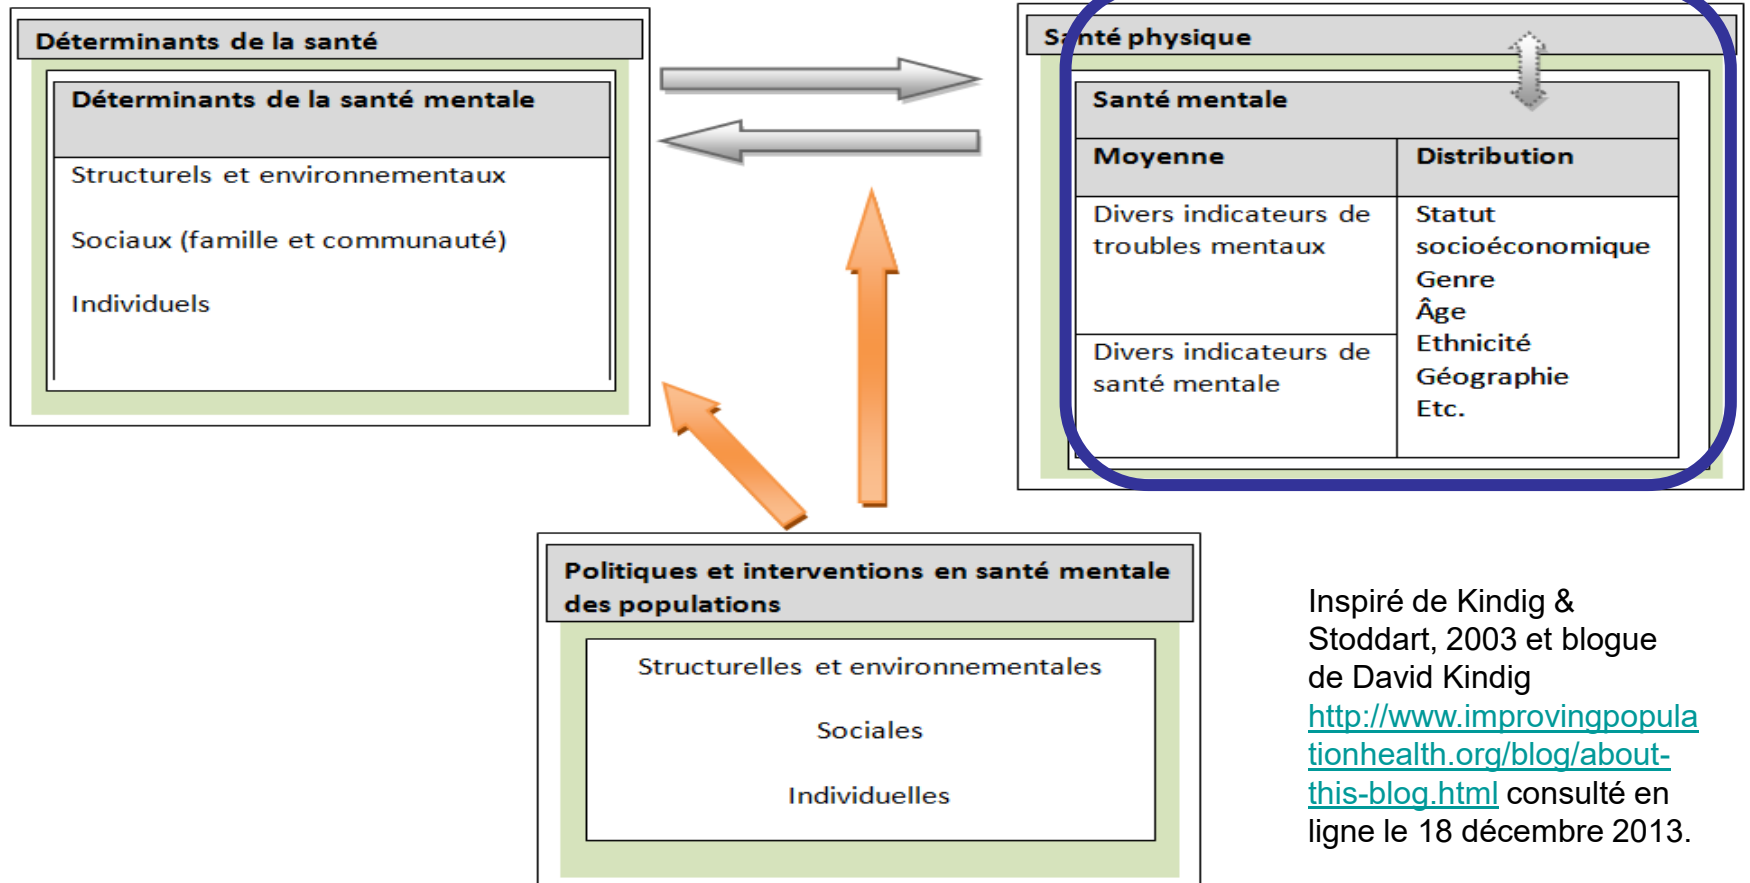 Déterminants de la santé
Déterminants de la santé mentale
Structurels et environnementaux
Sociaux (famille et communauté)
Individuels
Santé physique
Santé mentale
Moyenne
Distribution
Divers indicateurs de
troubles mentaux
Divers indicateurs de
santé mentale
Statut
socioéconomique
Genre
Âge
Ethnicité
Géographie
Etc.
Politiques et interventions en santé mentale
des populations
Structurelles et environnementales
Sociales
Individuelles
Inspiré de Kindig &
Stoddart, 2003 et blogue
de David Kindig
http://www.improvingpopula
tionhealth.org/blog/about-
this-blog.html consulté en
ligne le 18 décembre 2013.